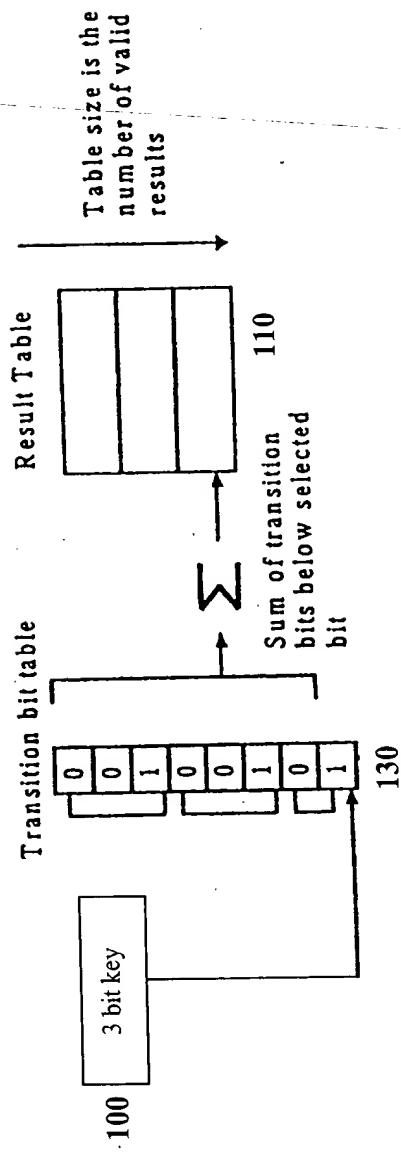 Transition bit table
Result Table
Table size is the
number of valid
results
3 bit key
100
0
0
1
0
0
1
0
1
130
Σ
Sum of transition
bits below selected
bit
110